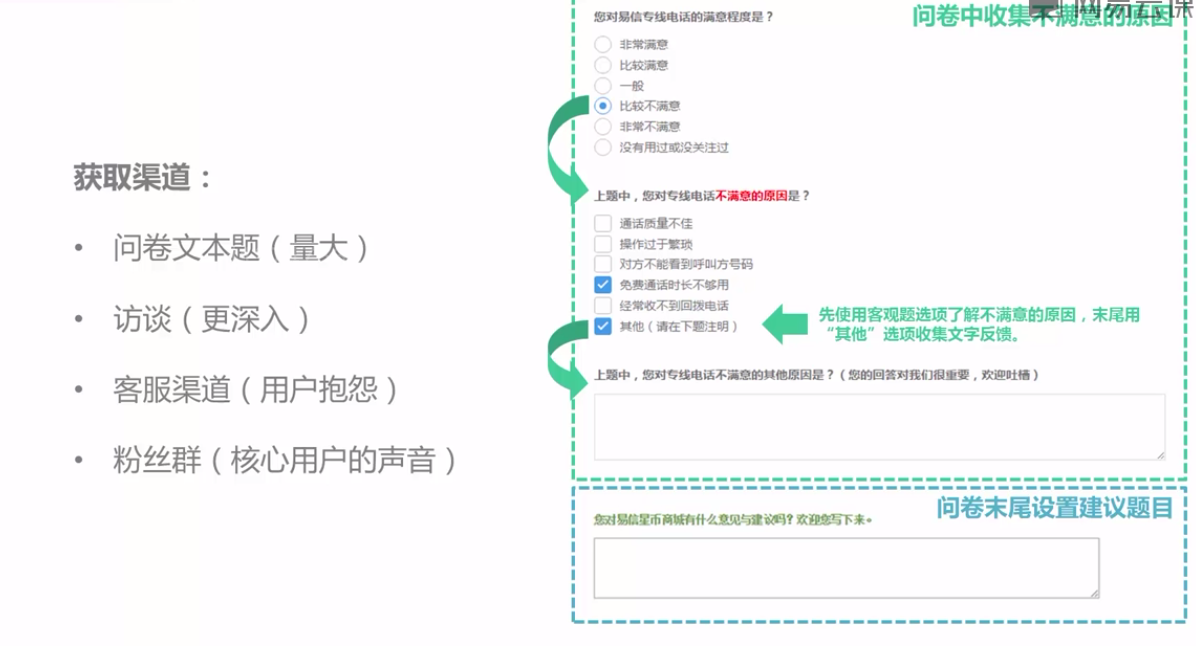 获取渠道：
• 问卷文本题（量大）
• 访谈（更深入）
• 客服渠道（用户抱怨）
• 粉丝群（核心用户的声音）
网易云课
问卷中收集不满意的原因
您对易信专线电话的满意程度是？
非常满意
比较满意
一般
比较不满意
非常不满意
没有用过或没关注过
上题中，您对专线电话不满意的原因是？
通话质量不佳
操作过于繁琐
对方不能看到呼叫方号码
免费通话时长不够用
经常收不到回拨电话
其他（请在下题注明）
先使用客观题选项了解不满意的原因，末尾用
“其他”选项收集文字反馈。
上题中，您对专线电话不满意的其他原因是？（您的回答对我们很重要，欢迎吐槽）
问卷末尾设置建议题目
您对易信星币商城有什么意见与建议吗？欢迎您写下来。